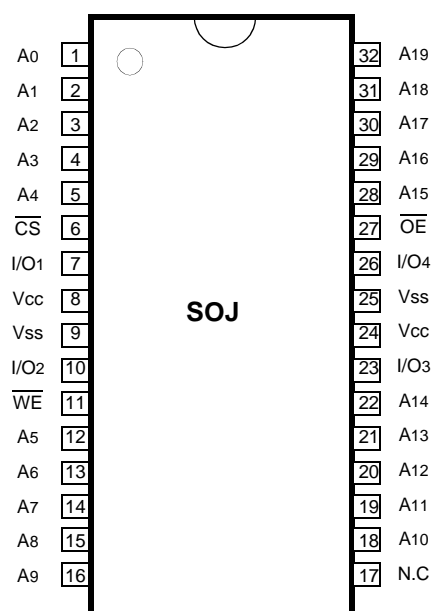 A0 1 32 A19
A1 2 31 A18
A2 3 30 A17
A3 4 29 A16
A4 5 28 A15
CS 6 27 OE
I/O1 7 26 I/O4
Vcc 8 25 Vss
SOJ
Vss 9 24 Vcc
I/O2 10 23 I/O3
WE 11 22 A14
A5 12 21 A13
A6 13 20 A12
A7 14 19 A11
A8 15 18 A10
A9 16 17 N.C